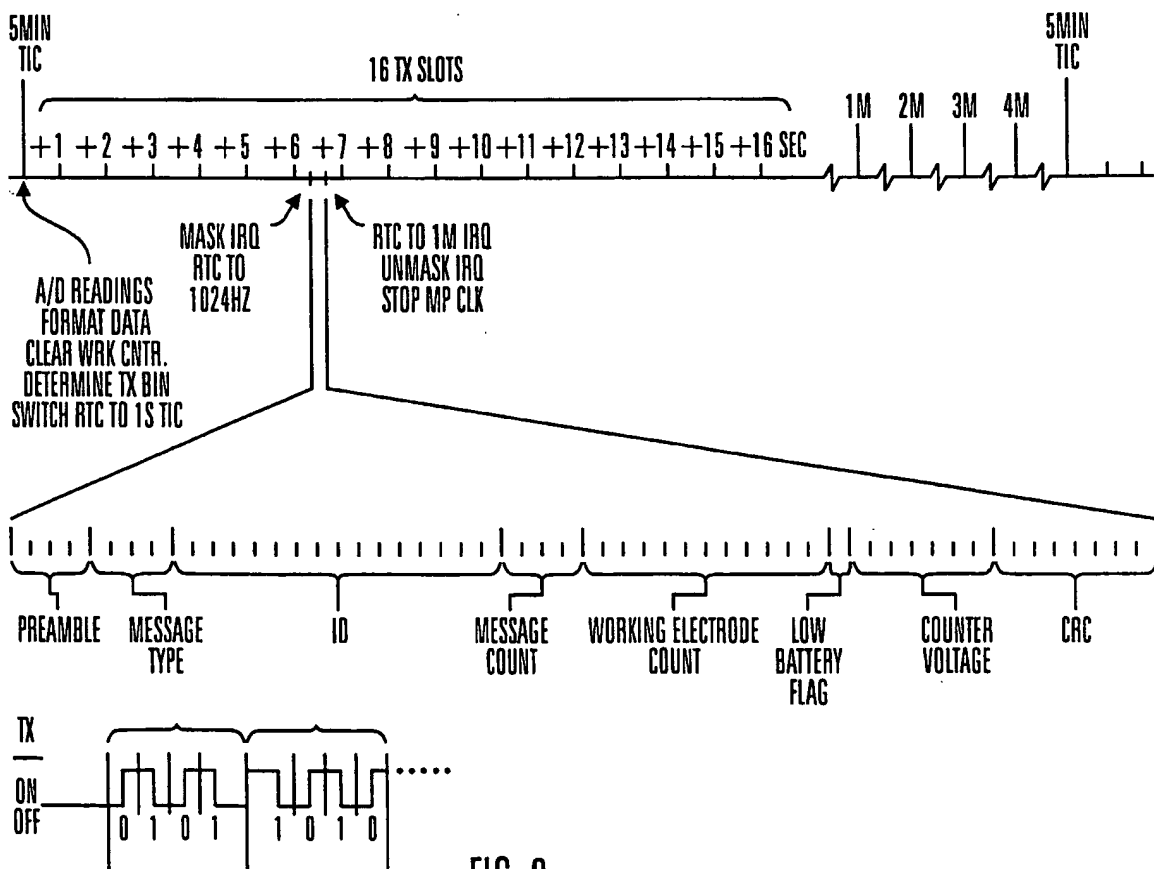 5MIN
TIC
16 TX SLOTS
5MIN
TIC
1M 2M 3M 4M
+1 +2 +3 +4 +5 +6 +7 +8 +9 +10 +11 +12 +13 +14 +15 +16 SEC
MASK IRQ
RTC TO
1024HZ
RTC TO 1M IRQ
UNMASK IRQ
STOP MP CLK
A/D READINGS
FORMAT DATA
CLEAR WRK CNTR.
DETERMINE TX BIN
SWITCH RTC TO 1S TIC
PREAMBLE
MESSAGE
TYPE
ID
MESSAGE
COUNT
WORKING ELECTRODE
COUNT
LOW
BATTERY
FLAG
COUNTER
VOLTAGE
CRC
TX
ON
OFF
0 1 0 1 1 0 1 0